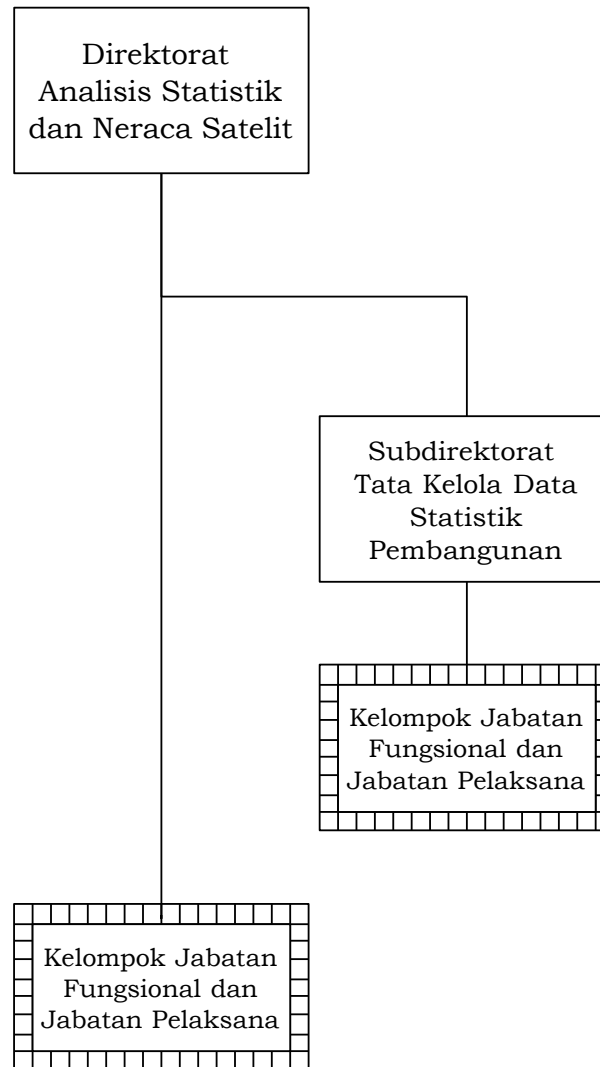 Direktorat
Analisis Statistik
dan Neraca Satelit
Subdirektorat
Tata Kelola Data
Statistik
Pembangunan
Kelompok Jabatan
Fungsional dan
Jabatan Pelaksana
Kelompok Jabatan
Fungsional dan
Jabatan Pelaksana